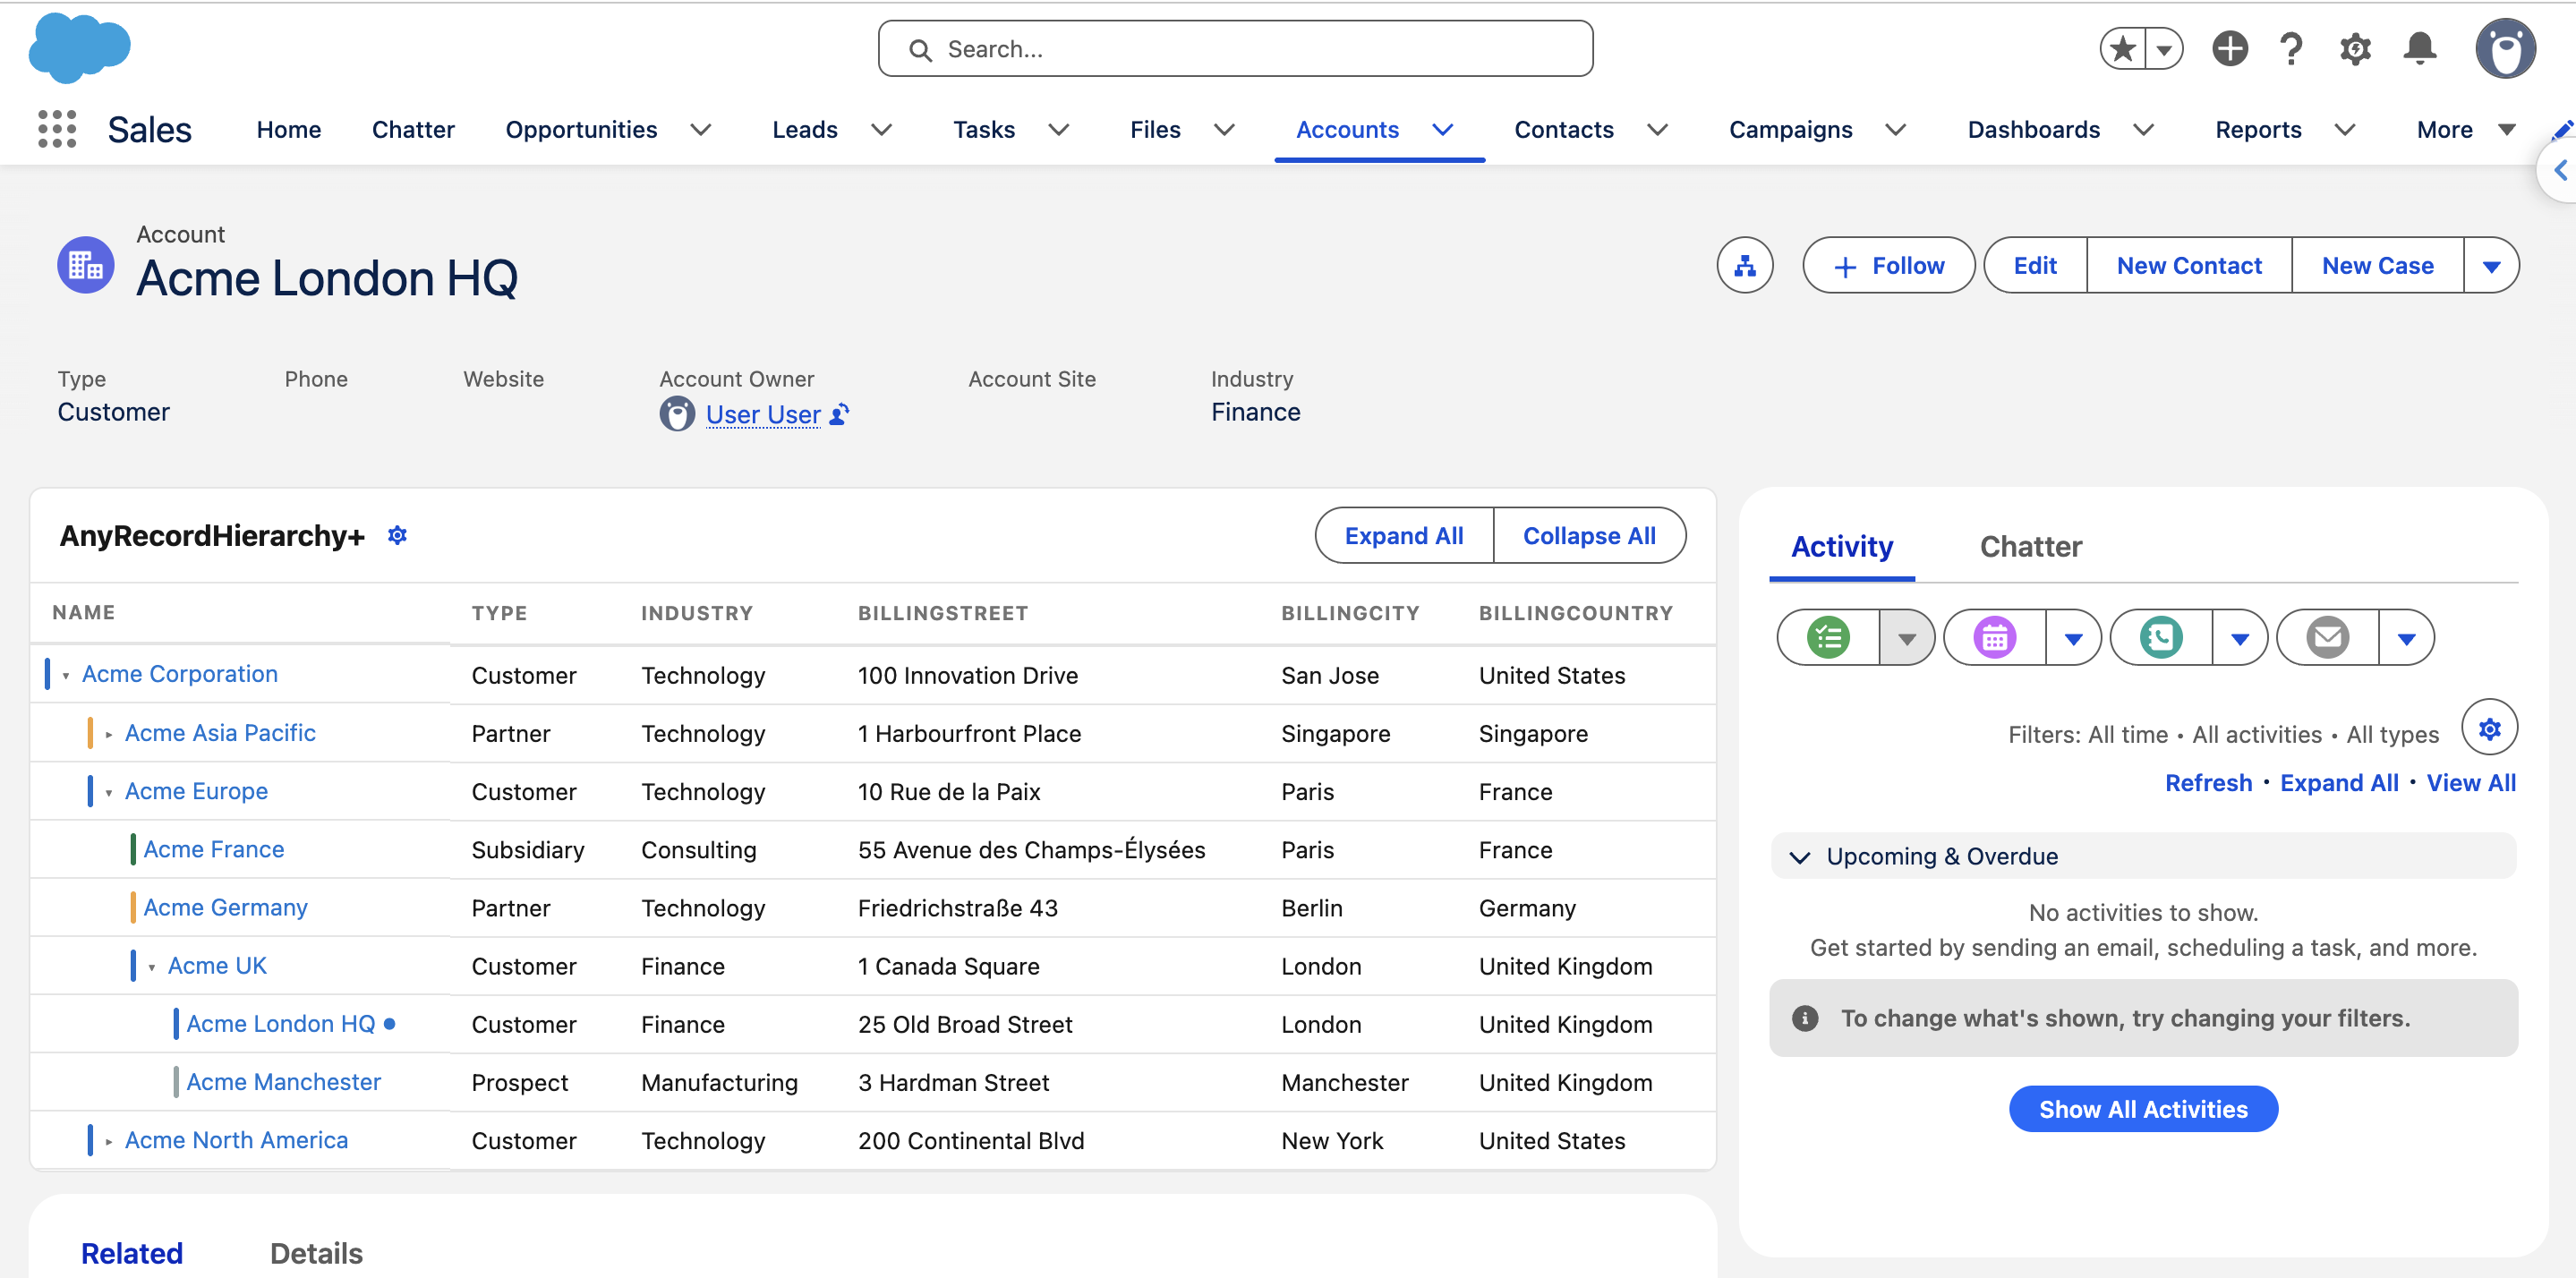 Search...
Sales Home Chatter Opportunities Leads Tasks Files Accounts Contacts Campaigns Dashboards Reports More
Account
Acme London HQ
Follow Edit New Contact New Case
Type Phone Website Account Owner Account Site Industry
Customer User User Finance
AnyRecordHierarchy+ Expand All Collapse All
NAME TYPE INDUSTRY BILLINGSTREET BILLINGCITY BILLINGCOUNTRY
Acme Corporation Customer Technology 100 Innovation Drive San Jose United States
Acme Asia Pacific Partner Technology 1 Harbourfront Place Singapore Singapore
Acme Europe Customer Technology 10 Rue de la Paix Paris France
Acme France Subsidiary Consulting 55 Avenue des Champs-Élysées Paris France
Acme Germany Partner Technology Friedrichstraße 43 Berlin Germany
Acme UK Customer Finance 1 Canada Square London United Kingdom
Acme London HQ Customer Finance 25 Old Broad Street London United Kingdom
Acme Manchester Prospect Manufacturing 3 Hardman Street Manchester United Kingdom
Acme North America Customer Technology 200 Continental Blvd New York United States
Related Details
Activity Chatter
Filters: All time • All activities • All types
Refresh • Expand All • View All
Upcoming & Overdue
No activities to show.
Get started by sending an email, scheduling a task, and more.
To change what's shown, try changing your filters.
Show All Activities